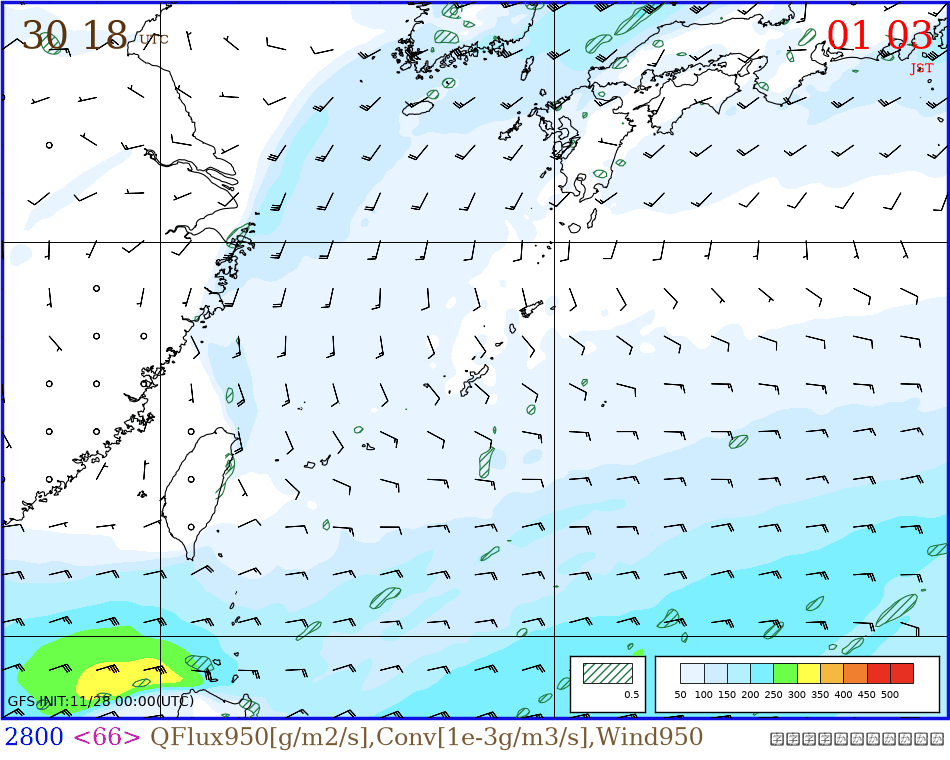 30 18 UTC
01 03
JST
0.5
50 100 150 200 250 300 350 400 450 500
GFS INIT:11/28 00:00(UTC)
2800 <66> QFlux950[g/m2/s],Conv[1e-3g/m3/s],Wind950